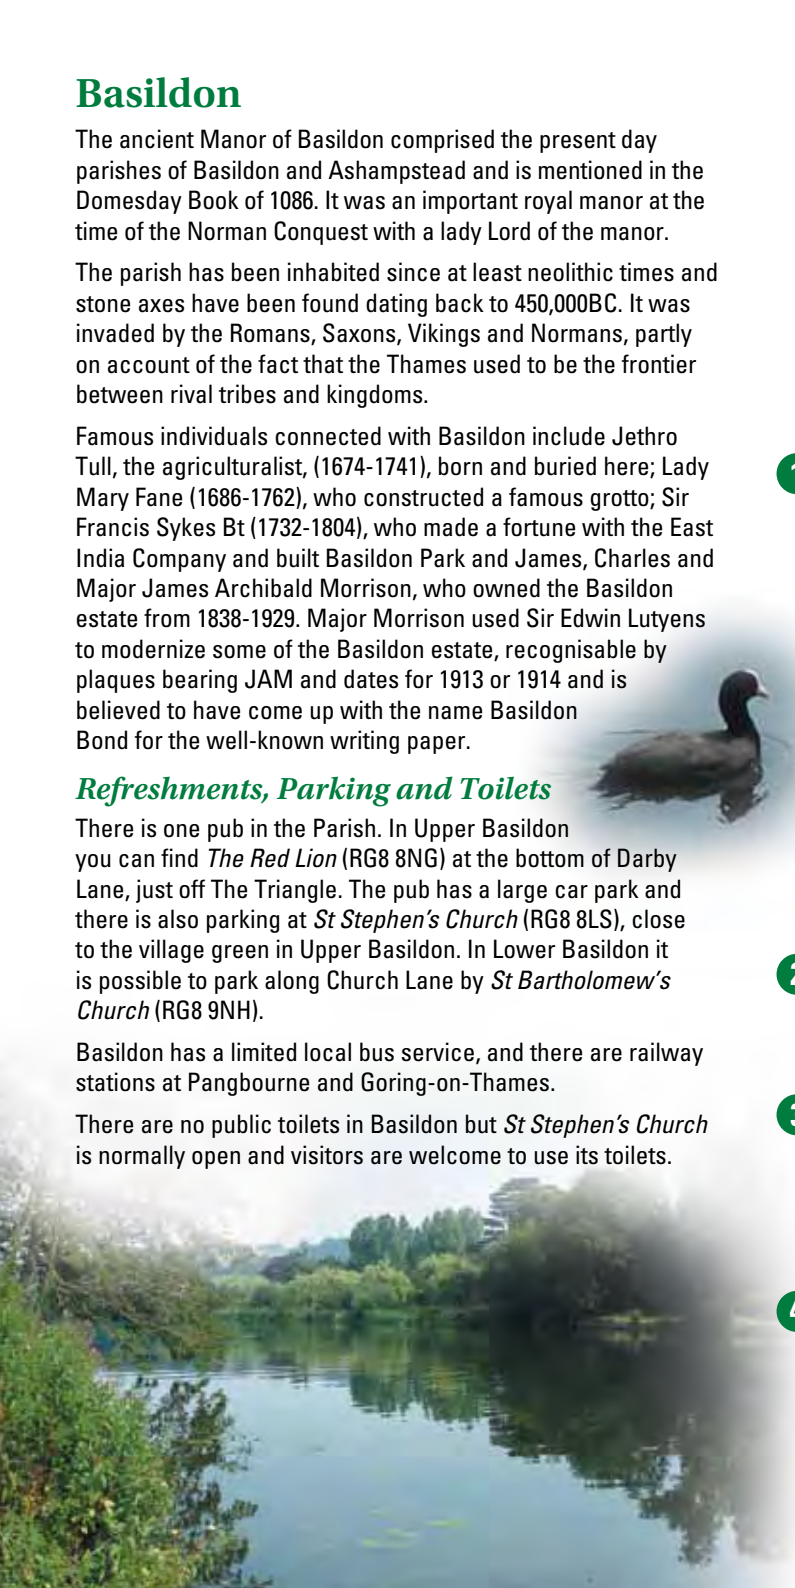 Basildon
The ancient Manor of Basildon comprised the present day
parishes of Basildon and Ashampstead and is mentioned in the
Domesday Book of 1086. It was an important royal manor at the
time of the Norman Conquest with a lady Lord of the manor.
The parish has been inhabited since at least neolithic times and
stone axes have been found dating back to 450,000BC. It was
invaded by the Romans, Saxons, Vikings and Normans, partly
on account of the fact that the Thames used to be the frontier
between rival tribes and kingdoms.
Famous individuals connected with Basildon include Jethro
Tull, the agriculturalist, (1674-1741), born and buried here; Lady
Mary Fane (1686-1762), who constructed a famous grotto; Sir
Francis Sykes Bt (1732-1804), who made a fortune with the East
India Company and built Basildon Park and James, Charles and
Major James Archibald Morrison, who owned the Basildon
estate from 1838-1929. Major Morrison used Sir Edwin Lutyens
to modernize some of the Basildon estate, recognisable by
plaques bearing JAM and dates for 1913 or 1914 and is
believed to have come up with the name Basildon
Bond for the well-known writing paper.
Refreshments, Parking and Toilets
There is one pub in the Parish. In Upper Basildon
you can find The Red Lion (RG8 8NG) at the bottom of Darby
Lane, just off The Triangle. The pub has a large car park and
there is also parking at St Stephen's Church (RG8 8LS), close
to the village green in Upper Basildon. In Lower Basildon it
is possible to park along Church Lane by St Bartholomew's
Church (RG8 9NH).
Basildon has a limited local bus service, and there are railway
stations at Pangbourne and Goring-on-Thames.
There are no public toilets in Basildon but St Stephen's Church
is normally open and visitors are welcome to use its toilets.